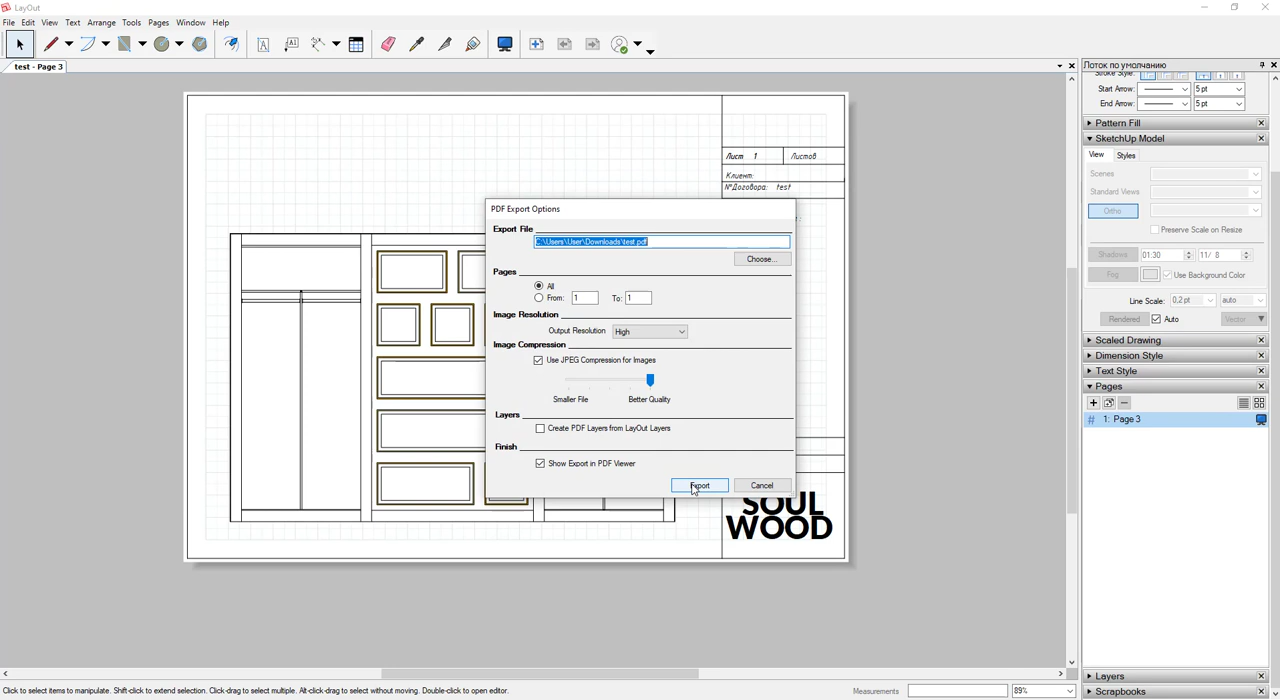 LayOut
File Edit View Text Arrange Tools Pages Window Help
test - Page 3
Лоток по умолчанию
Stroke Style:
Start Arrow: 5 pt
End Arrow: 5 pt
Pattern Fill
SketchUp Model
View Styles
Scenes
Standard Views
Ortho
Preserve Scale on Resize
Shadows 01:30 11/ 8
Fog Use Background Color
Line Scale: 0,2 pt auto
Rendered Auto Vector
Scaled Drawing
Dimension Style
Text Style
Pages
# 1: Page 3
Layers
Scrapbooks
Лист 1 Листов
Клиент:
№Договора: test
SOUL
WOOD
PDF Export Options
Export File
C:\Users\User\Downloads\test.pdf
Choose...
Pages
All
From: 1 To: 1
Image Resolution
Output Resolution High
Image Compression
Use JPEG Compression for Images
Smaller File Better Quality
Layers
Create PDF Layers from LayOut Layers
Finish
Show Export in PDF Viewer
Export Cancel
Click to select items to manipulate. Shift-click to extend selection. Click-drag to select multiple. Alt-click-drag to select without moving. Double-click to open editor.
Measurements 89%